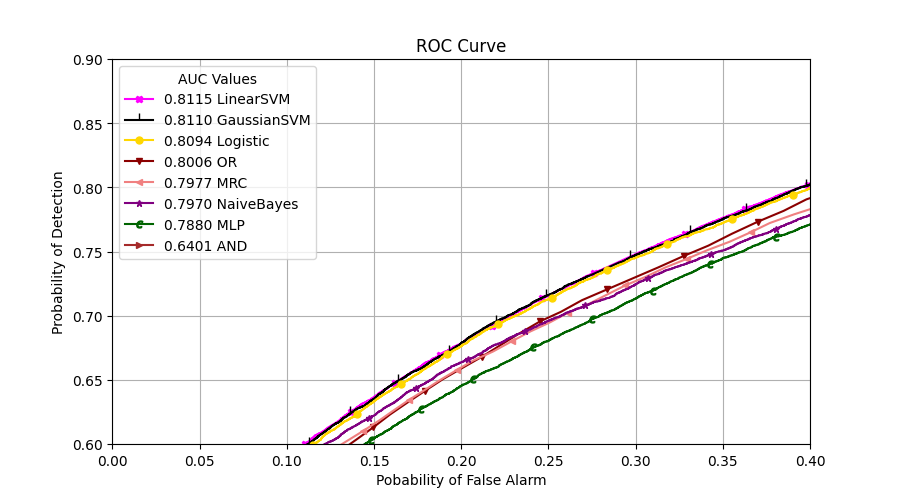 ROC Curve
AUC Values
0.8115 LinearSVM
0.8110 GaussianSVM
0.8094 Logistic
0.8006 OR
0.7977 MRC
0.7970 NaiveBayes
0.7880 MLP
0.6401 AND
Probability of Detection
0.90
0.85
0.80
0.75
0.70
0.65
0.60
0.00 0.05 0.10 0.15 0.20 0.25 0.30 0.35 0.40
Pobability of False Alarm